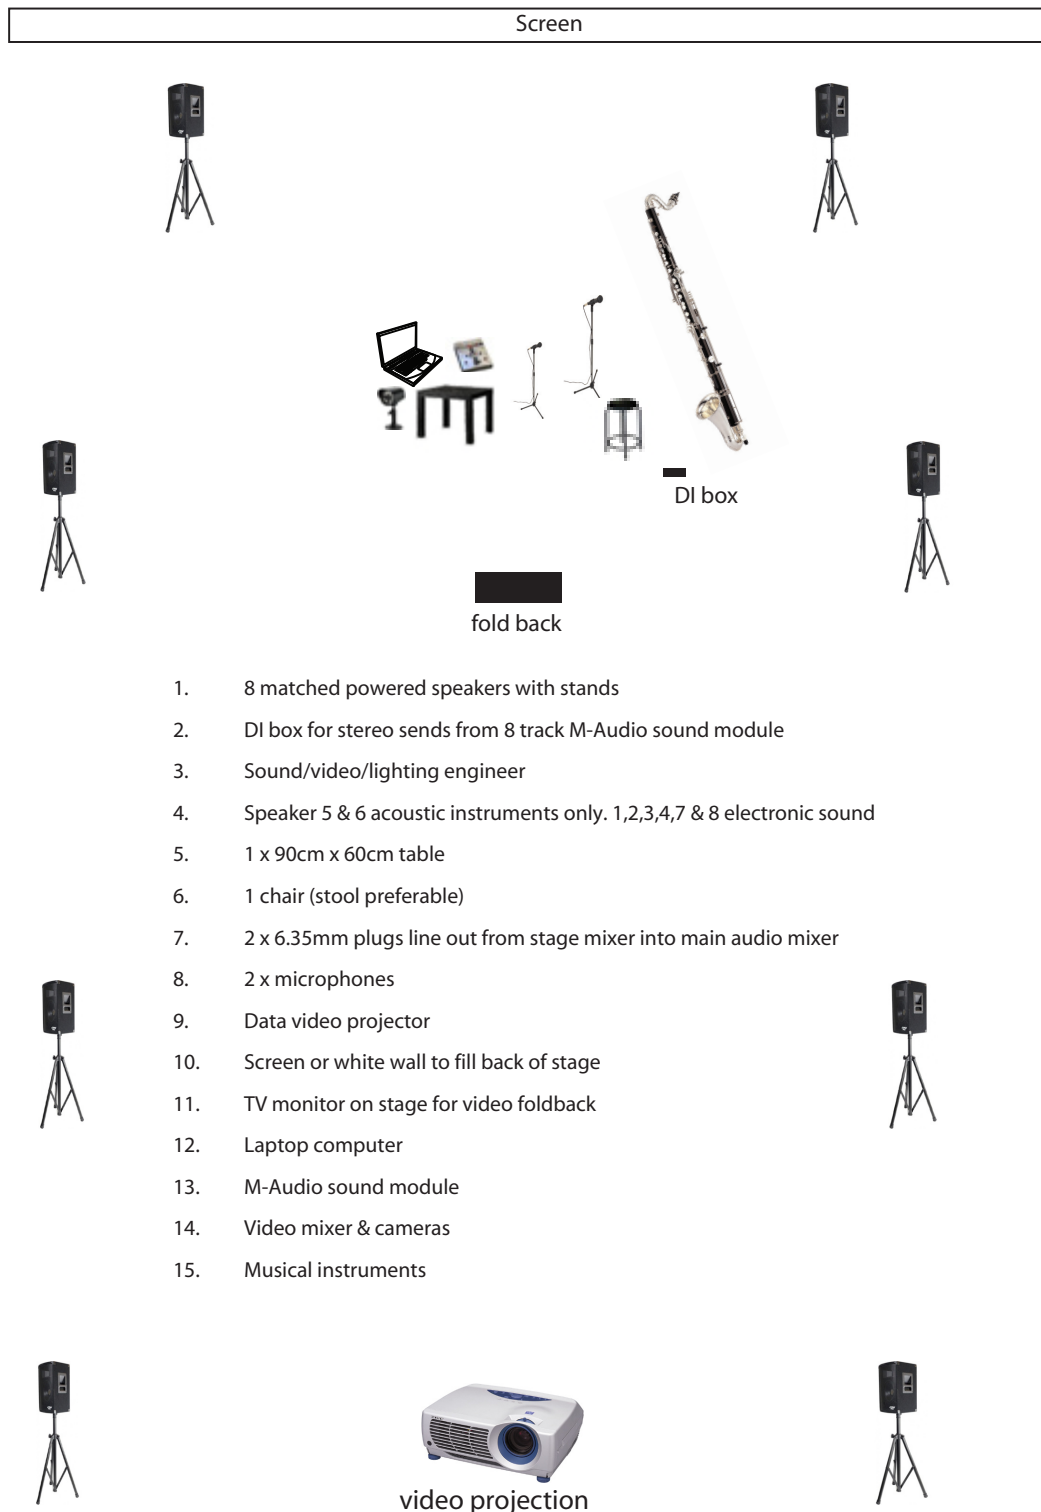 Screen
DI box
fold back
1. 8 matched powered speakers with stands
2. DI box for stereo sends from 8 track M-Audio sound module
3. Sound/video/lighting engineer
4. Speaker 5 & 6 acoustic instruments only. 1,2,3,4,7 & 8 electronic sound
5. 1 x 90cm x 60cm table
6. 1 chair (stool preferable)
7. 2 x 6.35mm plugs line out from stage mixer into main audio mixer
8. 2 x microphones
9. Data video projector
10. Screen or white wall to fill back of stage
11. TV monitor on stage for video foldback
12. Laptop computer
13. M-Audio sound module
14. Video mixer & cameras
15. Musical instruments
video projection